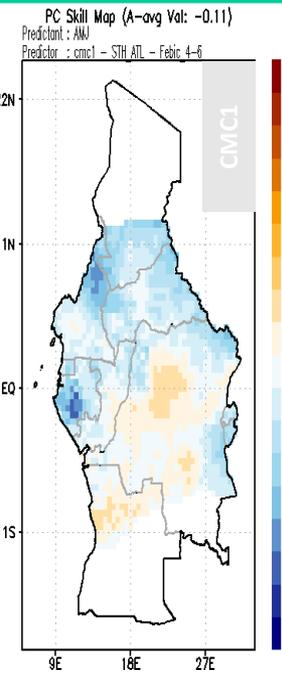 PC Skill Map (A-avg Val: -0.11)
Predictant : AMJ
Predictor : cmc1 - STH ATL - Febic 4-6
CMC1
2N
1N
EQ
1S
9E 18E 27E